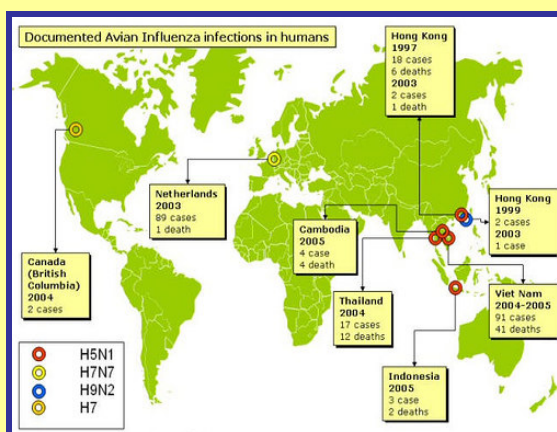 Documented Avian Influenza infections in humans
Hong Kong
1997
18 cases
6 deaths
2003
2 cases
1 death
Netherlands
2003
89 cases
1 death
Hong Kong
1999
2 cases
2003
1 case
Cambodia
2005
4 case
4 death
Canada
(British
Columbia)
2004
2 cases
Thailand
2004
17 cases
12 deaths
Viet Nam
2004-2005
91 cases
41 deaths
Indonesia
2005
3 case
2 deaths
H5N1
H7N7
H9N2
H7